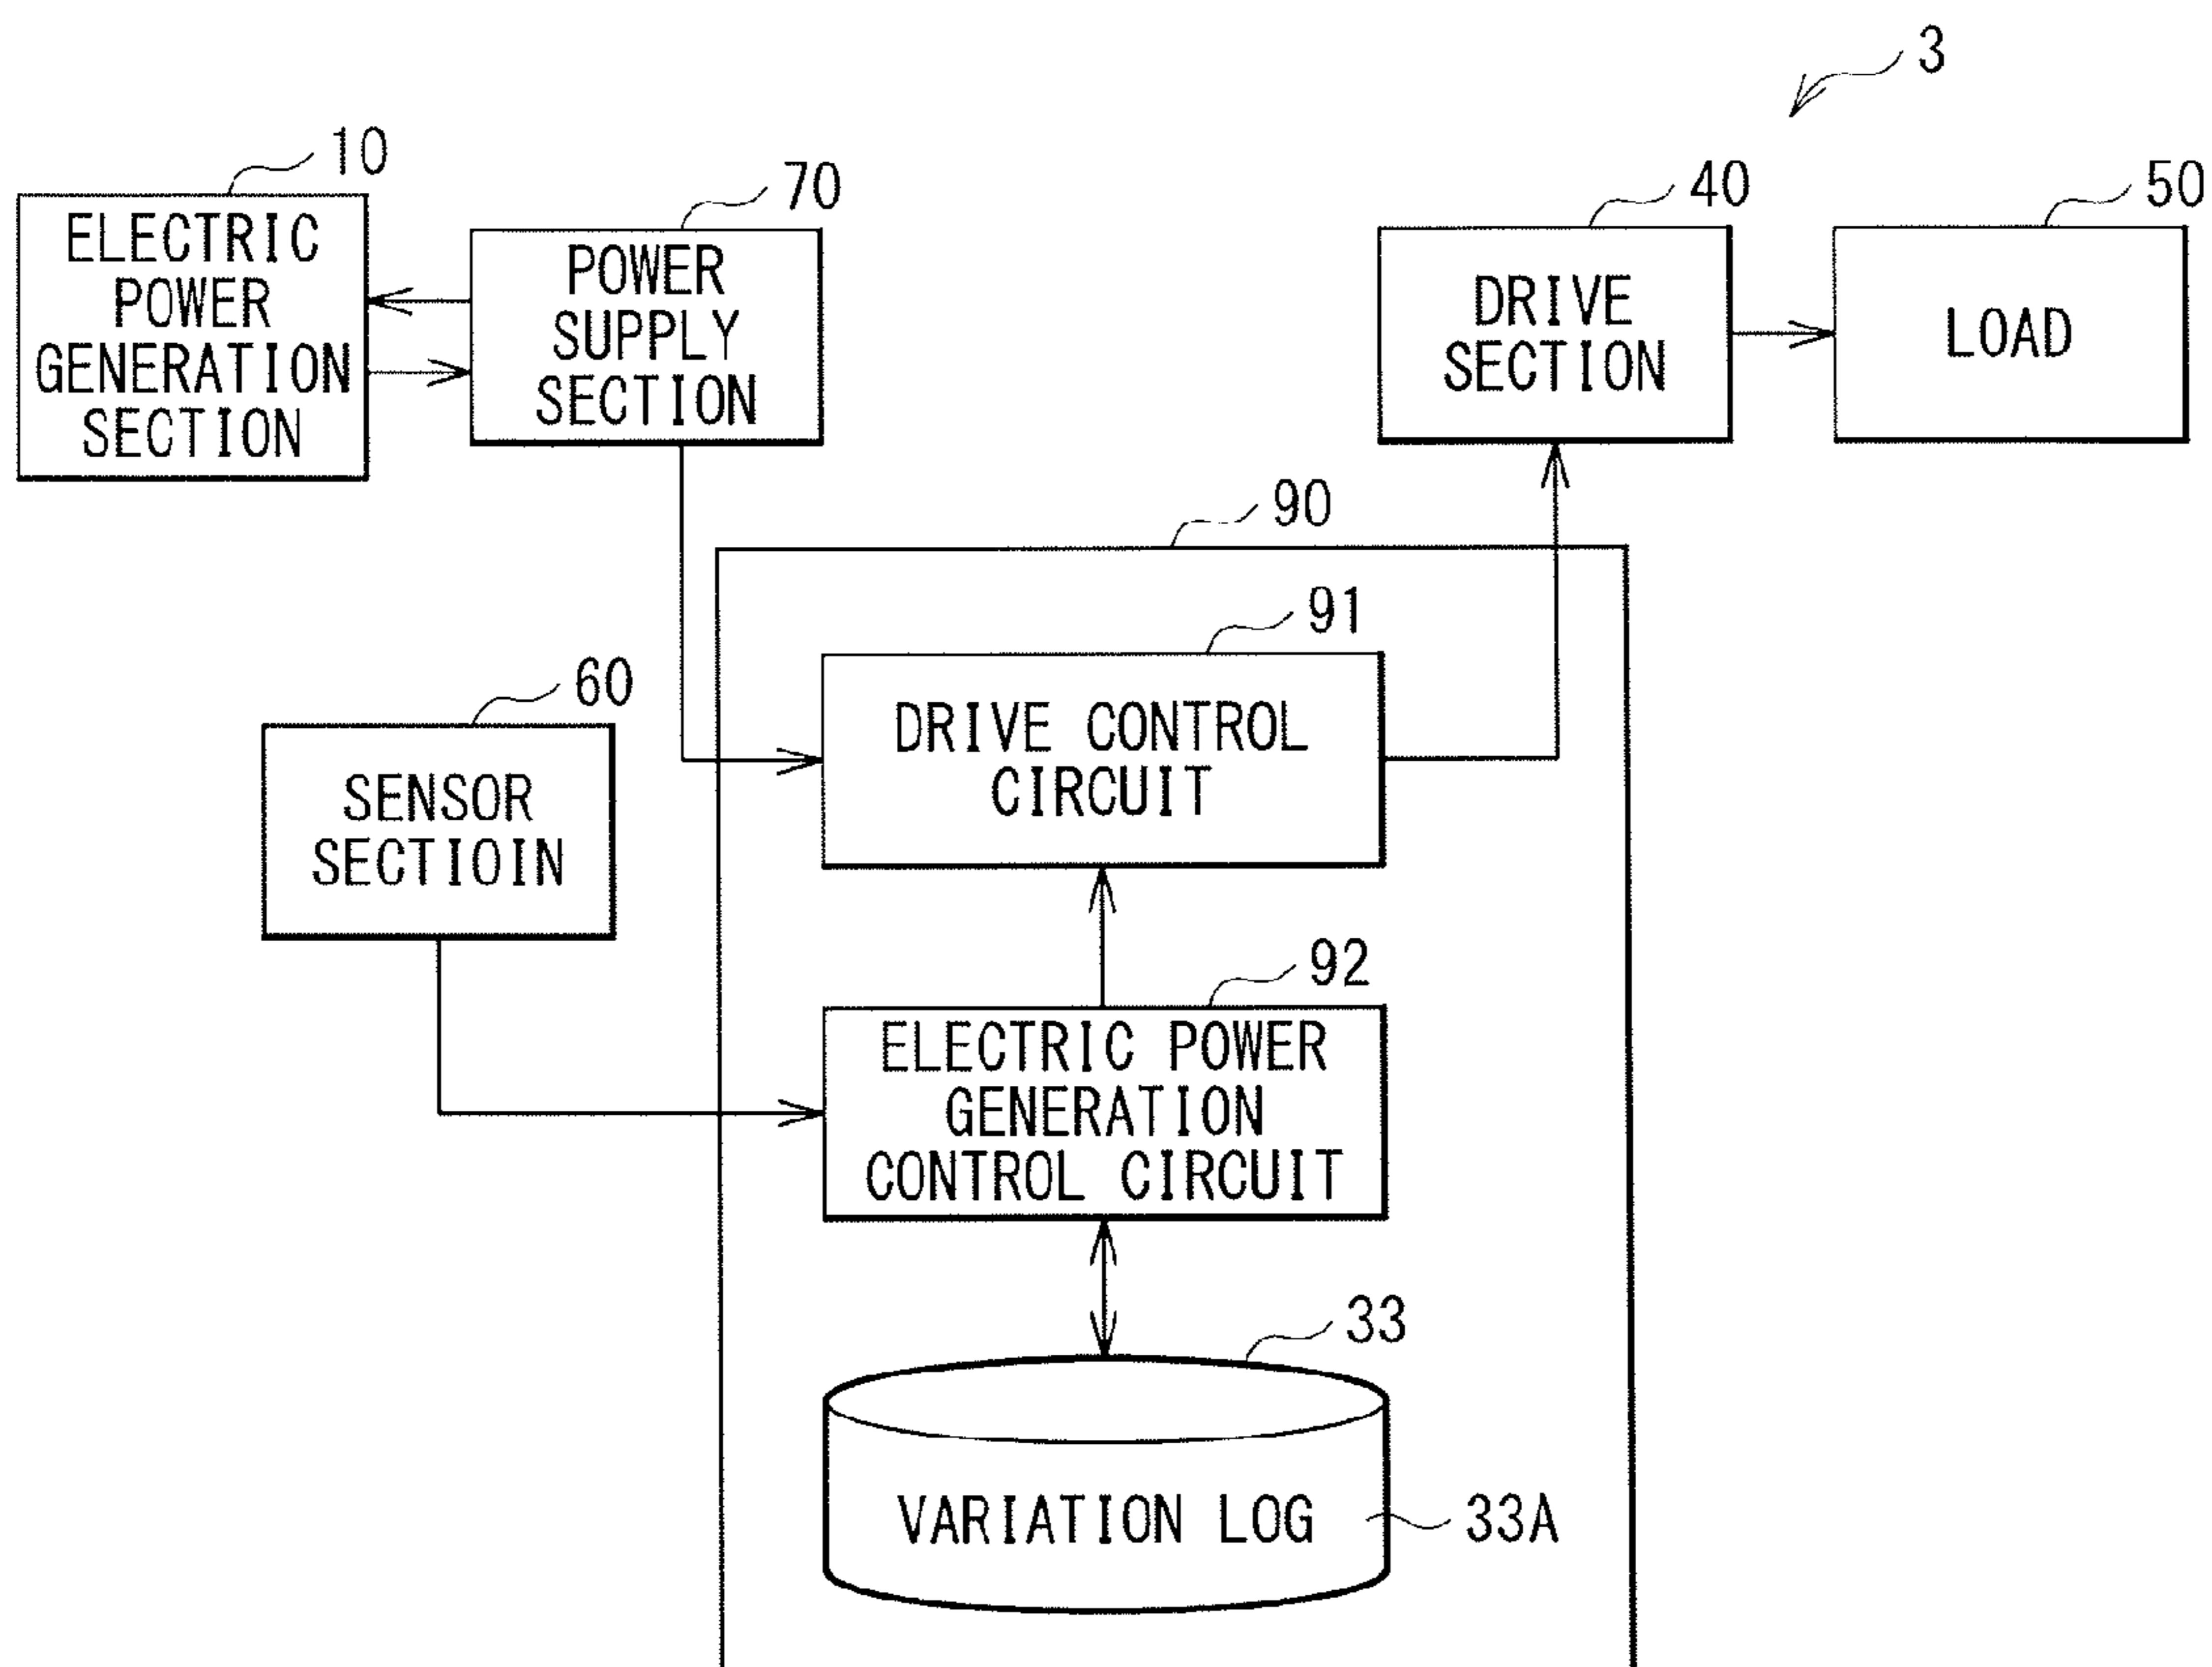 3
10
ELECTRIC
POWER
GENERATION
SECTION
70
POWER
SUPPLY
SECTION
40
DRIVE
SECTION
50
LOAD
90
91
DRIVE CONTROL
CIRCUIT
60
SENSOR
SECTIOIN
92
ELECTRIC POWER
GENERATION
CONTROL CIRCUIT
33
VARIATION LOG
33A